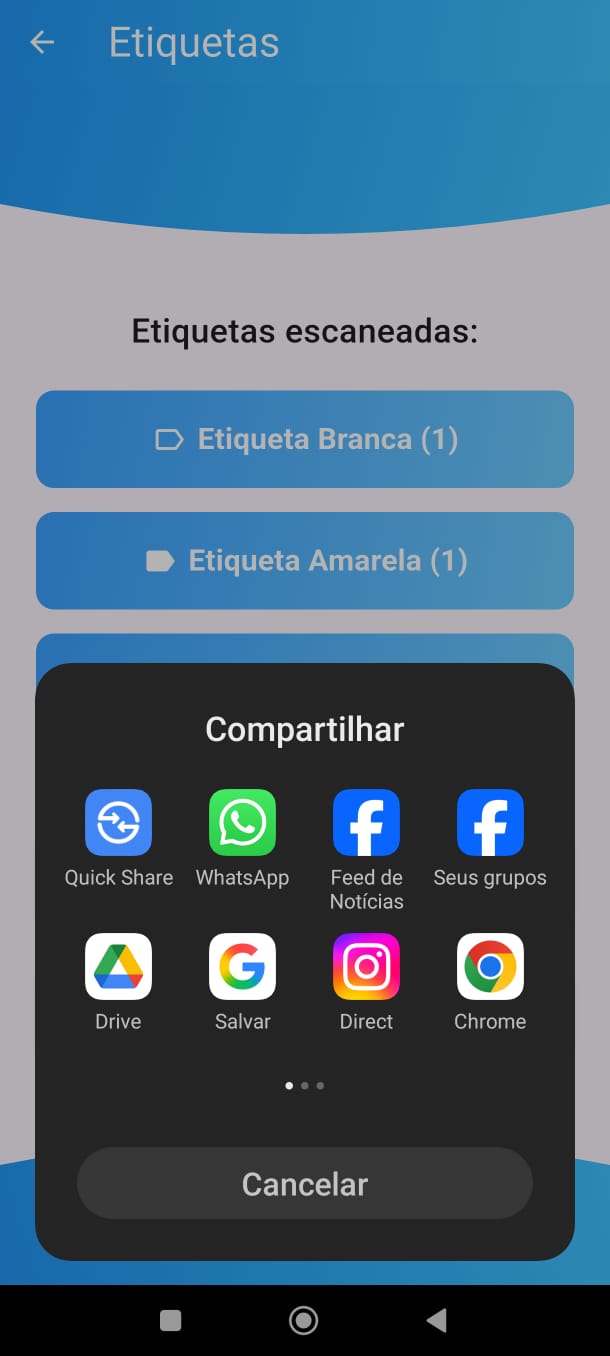 Etiquetas
Etiquetas escaneadas:
Etiqueta Branca (1)
Etiqueta Amarela (1)
Compartilhar
Quick Share
WhatsApp
Feed de
Notícias
Seus grupos
Drive
Salvar
Direct
Chrome
Cancelar